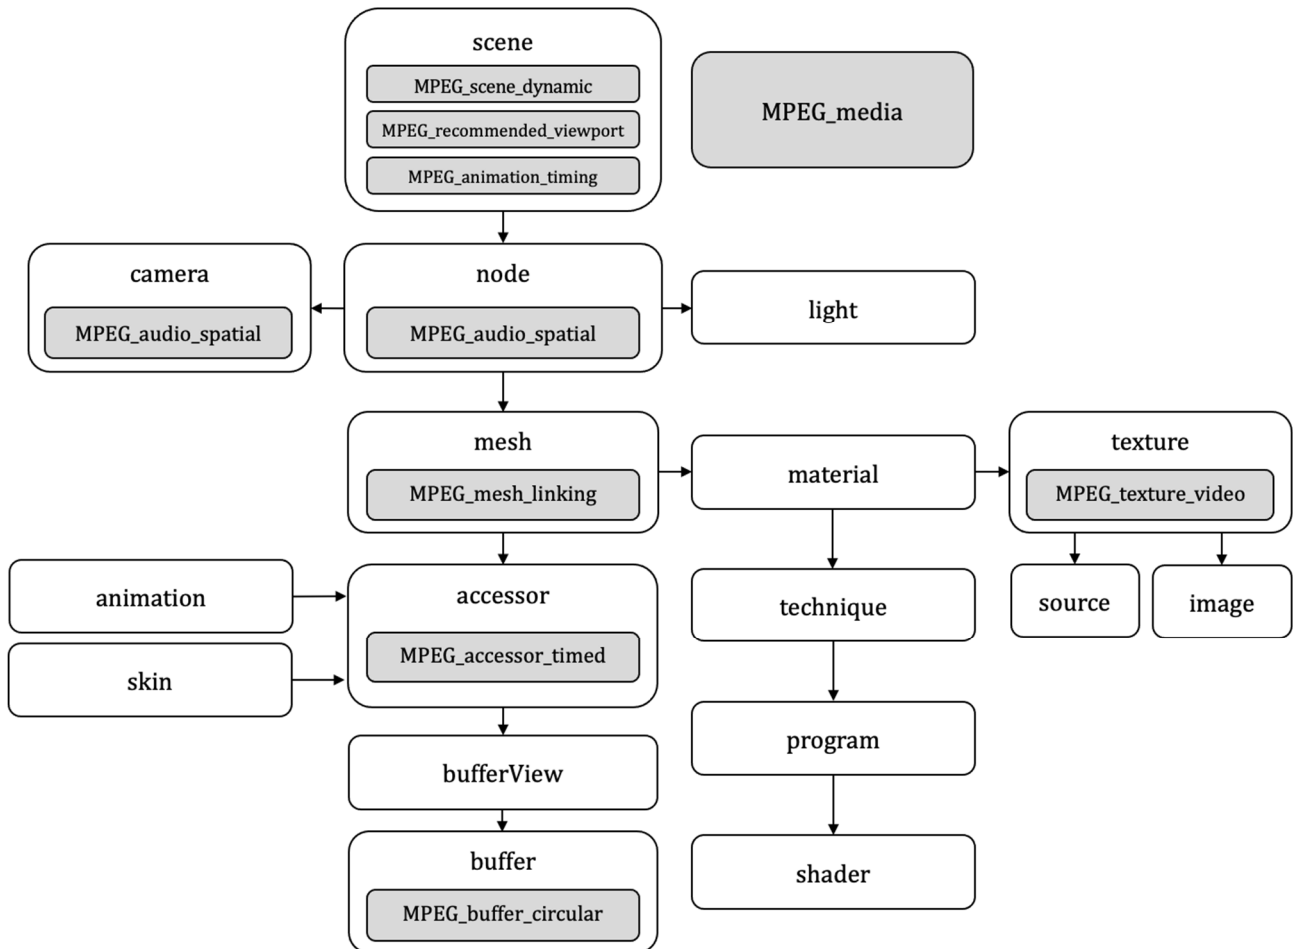 scene
MPEG_scene_dynamic
MPEG_recommended_viewport
MPEG_animation_timing
MPEG_media
camera
MPEG_audio_spatial
node
MPEG_audio_spatial
light
mesh
MPEG_mesh_linking
material
texture
MPEG_texture_video
animation
accessor
MPEG_accessor_timed
technique
source
image
skin
bufferView
program
buffer
MPEG_buffer_circular
shader